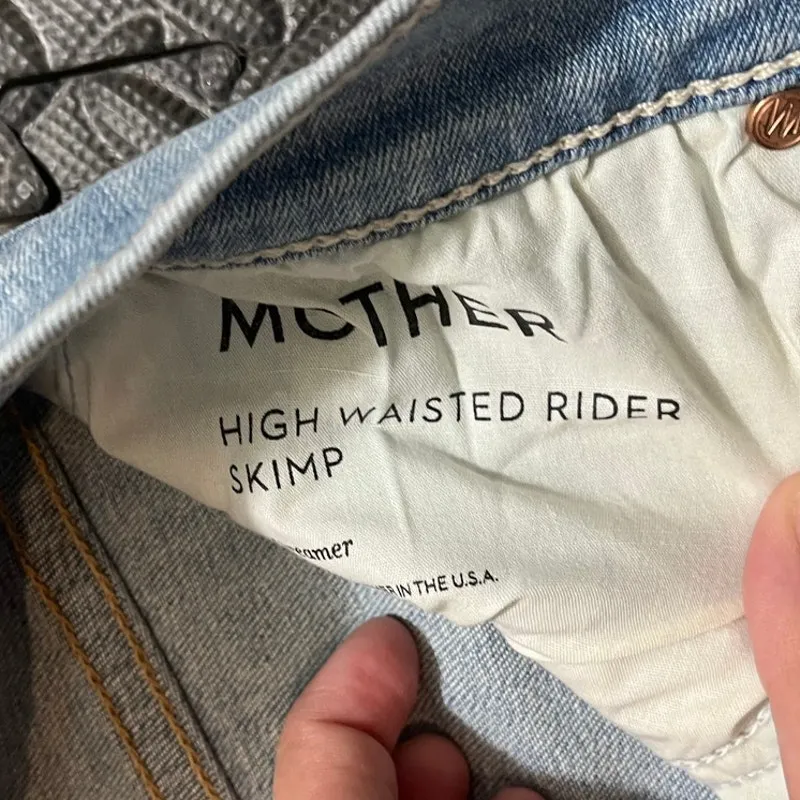 MOTHER
HIGH WAISTED RIDER
SKIMP
IN THE U.S.A.